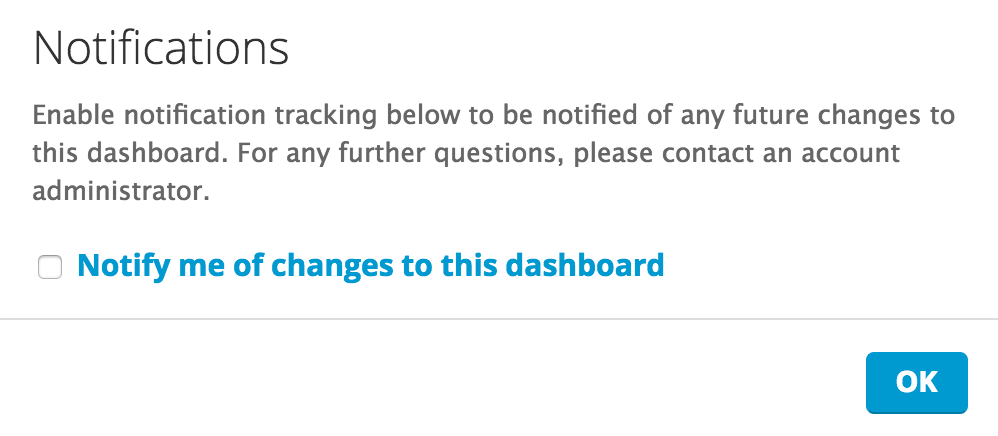 Notifications
Enable notification tracking below to be notified of any future changes to
this dashboard. For any further questions, please contact an account
administrator.
Notify me of changes to this dashboard
OK